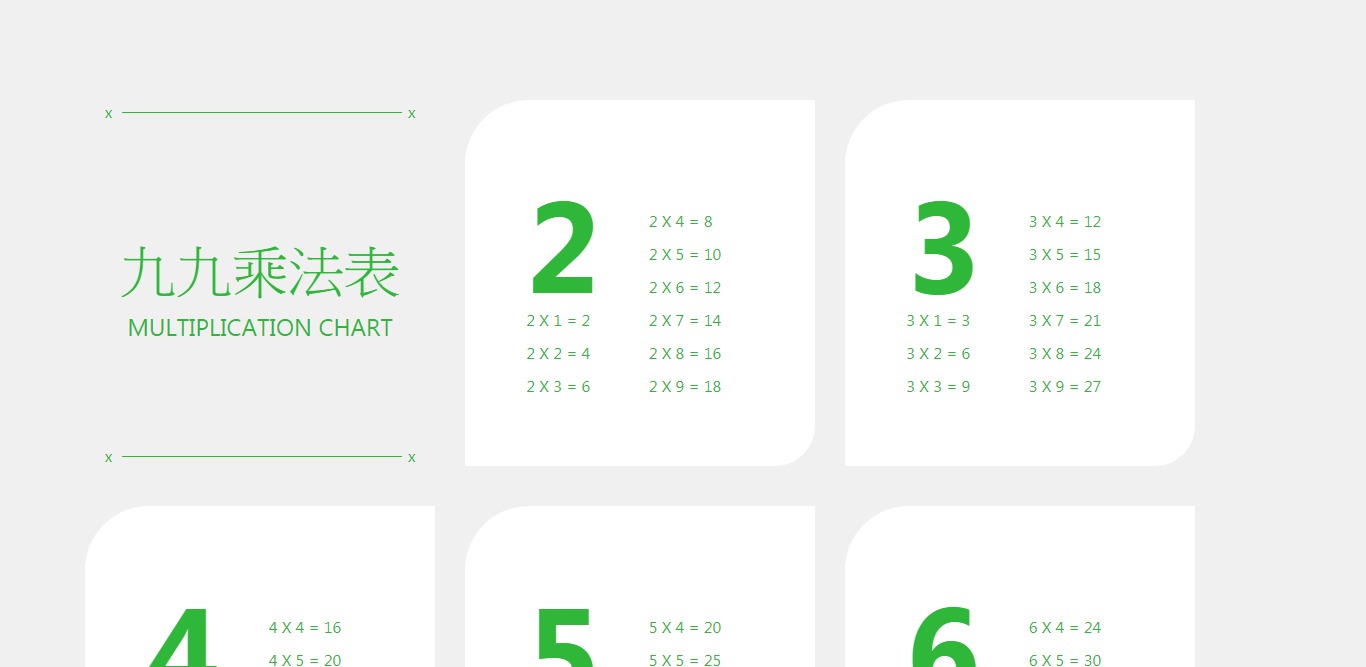 x x
九九乘法表
MULTIPLICATION CHART
x x
2
2 X 1 = 2
2 X 2 = 4
2 X 3 = 6
2 X 4 = 8
2 X 5 = 10
2 X 6 = 12
2 X 7 = 14
2 X 8 = 16
2 X 9 = 18
3
3 X 1 = 3
3 X 2 = 6
3 X 3 = 9
3 X 4 = 12
3 X 5 = 15
3 X 6 = 18
3 X 7 = 21
3 X 8 = 24
3 X 9 = 27
4
4 X 4 = 16
4 X 5 = 20
5
5 X 4 = 20
5 X 5 = 25
6
6 X 4 = 24
6 X 5 = 30